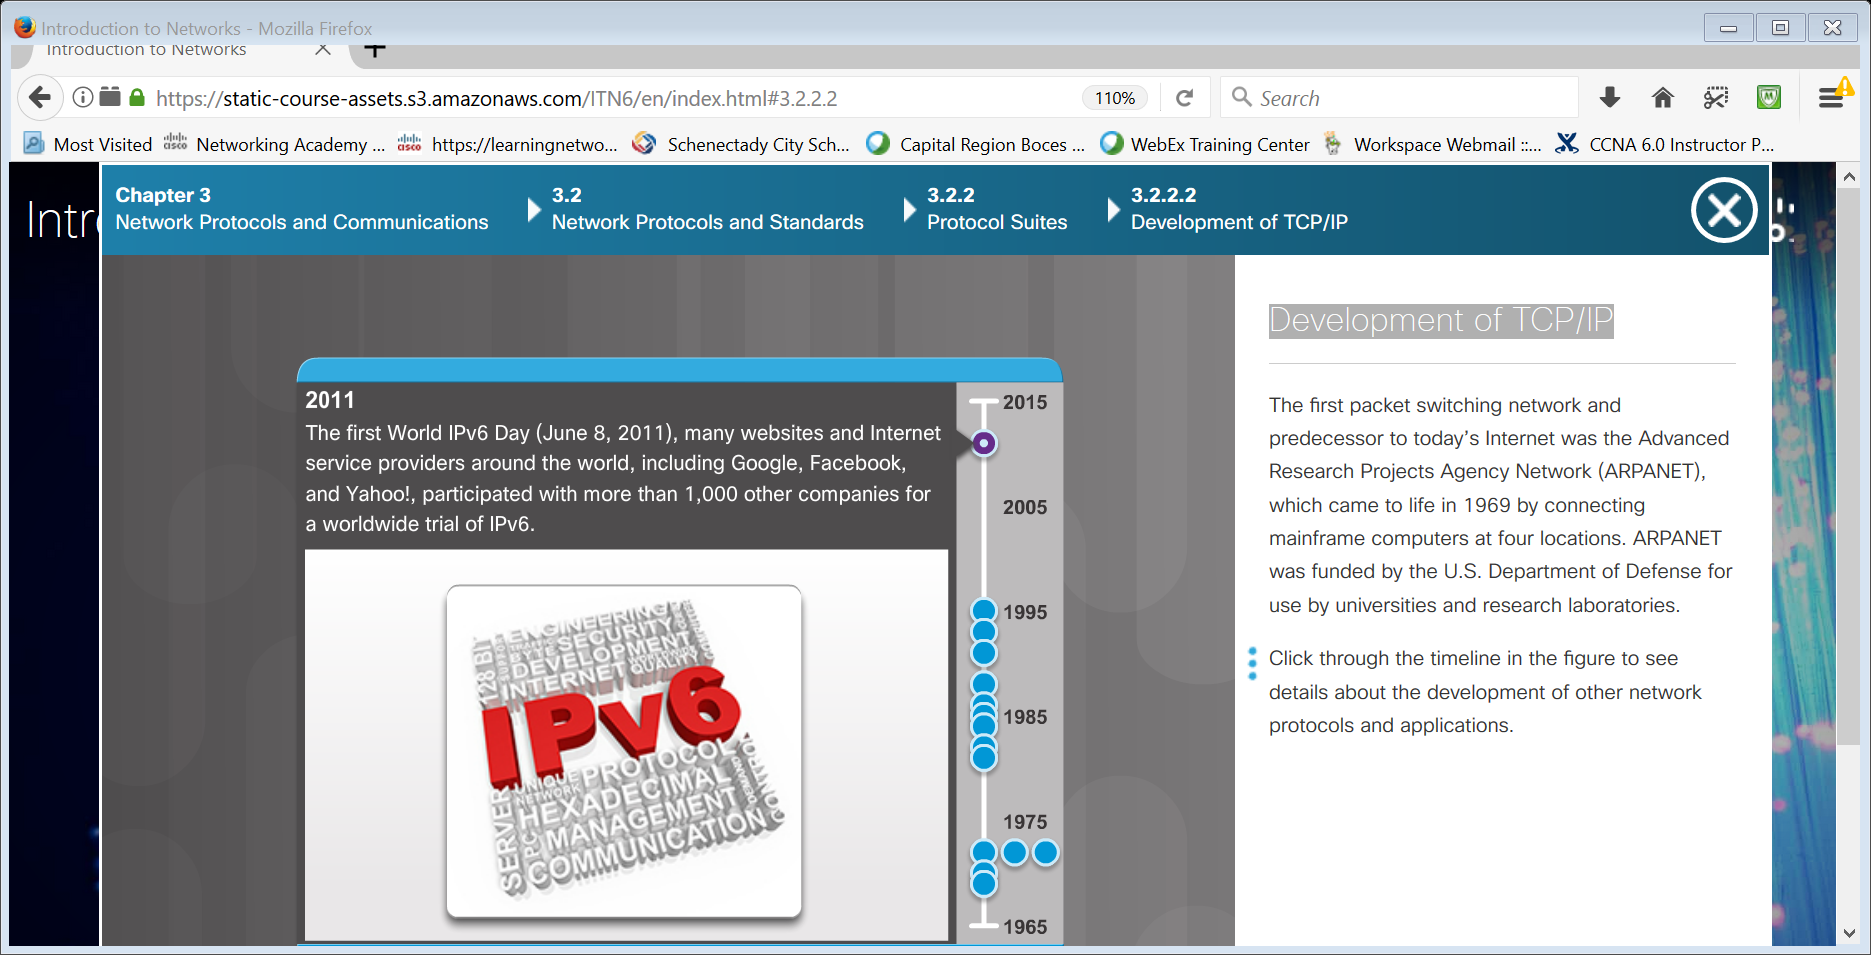 Introduction to Networks - Mozilla Firefox
Introduction to Networks
https://static-course-assets.s3.amazonaws.com/ITN6/en/index.html#3.2.2.2
110%
Search
Most Visited
cisco
Networking Academy ...
cisco
https://learningnetwo...
Schenectady City Sch...
Capital Region Boces ...
WebEx Training Center
Workspace Webmail ::...
CCNA 6.0 Instructor P...
Intr
Chapter 3
Network Protocols and Communications
3.2
Network Protocols and Standards
3.2.2
Protocol Suites
3.2.2.2
Development of TCP/IP
2011
The first World IPv6 Day (June 8, 2011), many websites and Internet
service providers around the world, including Google, Facebook,
and Yahoo!, participated with more than 1,000 other companies for
a worldwide trial of IPv6.
128 BIT
ENGINEERING
SECURITY
DEVELOPMENT
INTERNET QUALITY
IPv6
SERVER
UNIQUE
NETWORK
PROTOCOL
HEXADECIMAL
PC
MANAGEMENT
COMMUNICATION
2015
2005
1995
1985
1975
1965
Development of TCP/IP
The first packet switching network and
predecessor to today's Internet was the Advanced
Research Projects Agency Network (ARPANET),
which came to life in 1969 by connecting
mainframe computers at four locations. ARPANET
was funded by the U.S. Department of Defense for
use by universities and research laboratories.
Click through the timeline in the figure to see
details about the development of other network
protocols and applications.